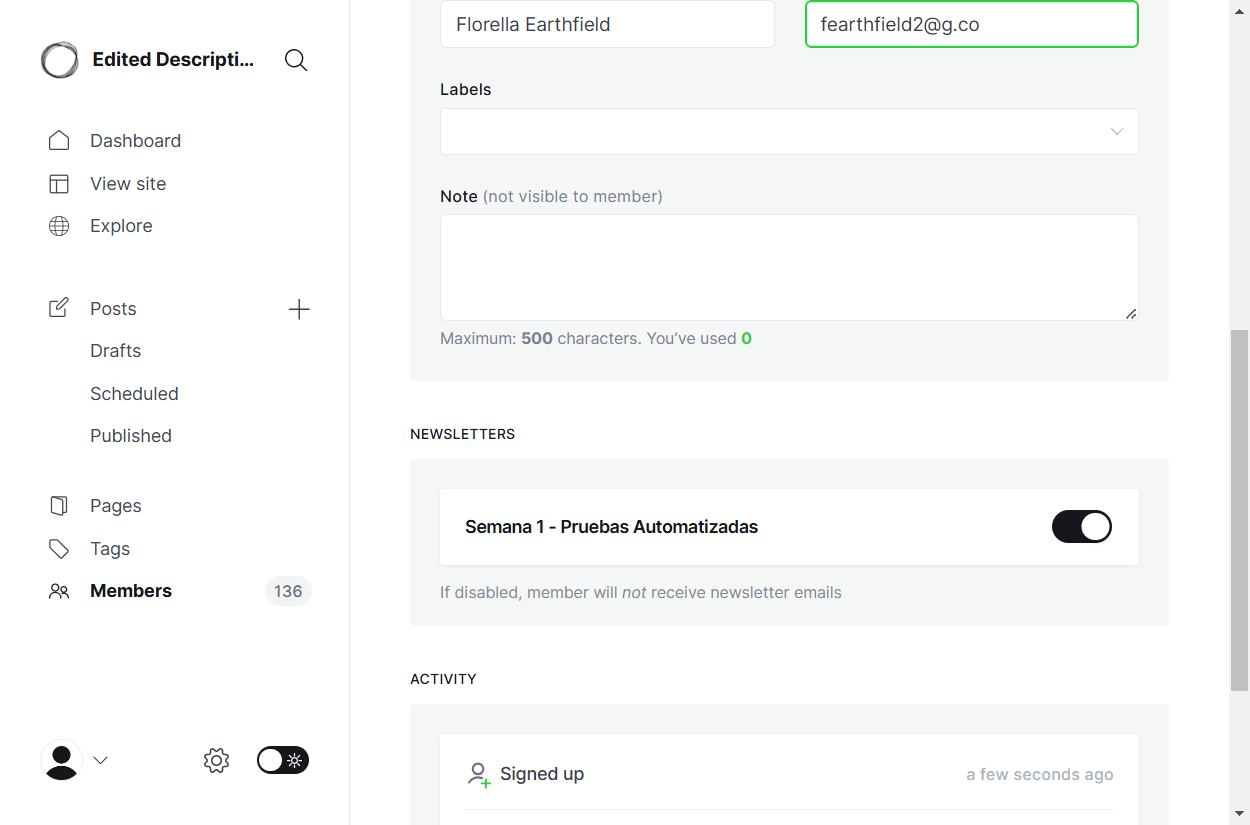 Edited Descripti...
Dashboard
View site
Explore
Posts
Drafts
Scheduled
Published
Pages
Tags
Members 136
Florella Earthfield
fearthfield2@g.co
Labels
Note (not visible to member)
Maximum: 500 characters. You’ve used 0
NEWSLETTERS
Semana 1 - Pruebas Automatizadas
If disabled, member will not receive newsletter emails
ACTIVITY
Signed up
a few seconds ago